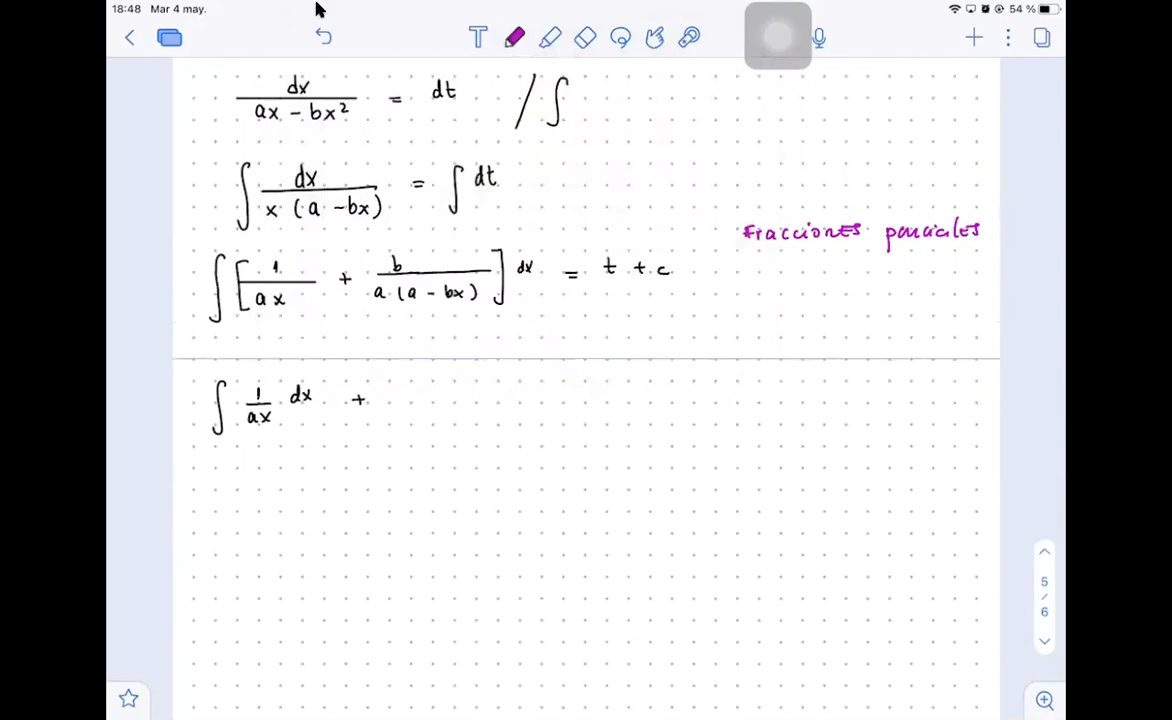 18:48 Mar 4 may. 54 %
T
dx/(ax - bx²) = dt / ∫
∫ dx/(x (a - bx)) = ∫ dt
Fracciones parciales
∫ [ 1/(ax) + b/(a (a - bx)) ] dx = t + c
∫ 1/(ax) dx +
5
/
6